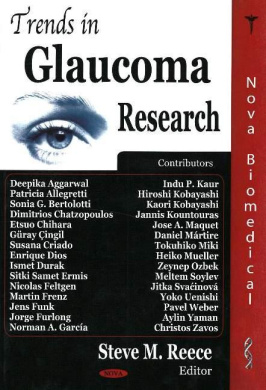 Trends in
Glaucoma
Research
Nova Biomedical
Contributors
Deepika Aggarwal
Patricia Allegretti
Sonia G. Bertolotti
Dimitrios Chatzopoulos
Etsuo Chihara
Güray Çingil
Susana Criado
Enrique Dios
Ismet Durak
Sitki Samet Ermis
Nicolas Feltgen
Martin Frenz
Jens Funk
Jorge Furlong
Norman A. García
Indu P. Kaur
Hiroshi Kobayashi
Kaori Kobayashi
Jannis Kountouras
Jose A. Maquet
Daniel Mártire
Tokuhiko Miki
Heiko Mueller
Zeynep Ozbek
Meltem Soylev
Jitka Svačinová
Yoko Uenishi
Pavel Weber
Aylin Yaman
Christos Zavos
NOVA
Steve M. Reece
Editor